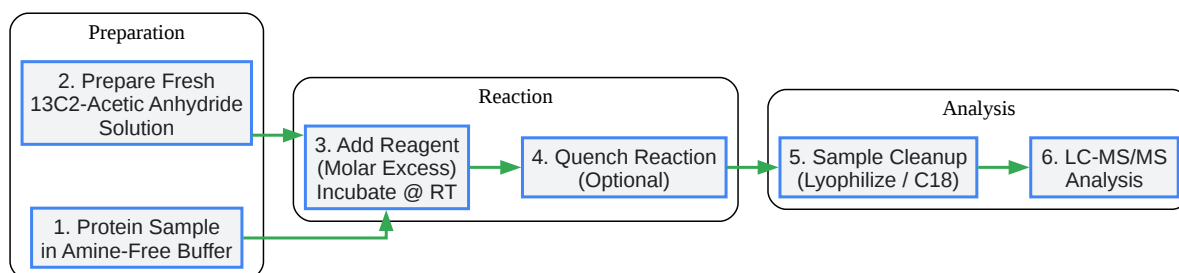 Preparation
2. Prepare Fresh
13C2-Acetic Anhydride
Solution
1. Protein Sample
in Amine-Free Buffer
Reaction
3. Add Reagent
(Molar Excess)
Incubate @ RT
4. Quench Reaction
(Optional)
Analysis
5. Sample Cleanup
(Lyophilize / C18)
6. LC-MS/MS
Analysis